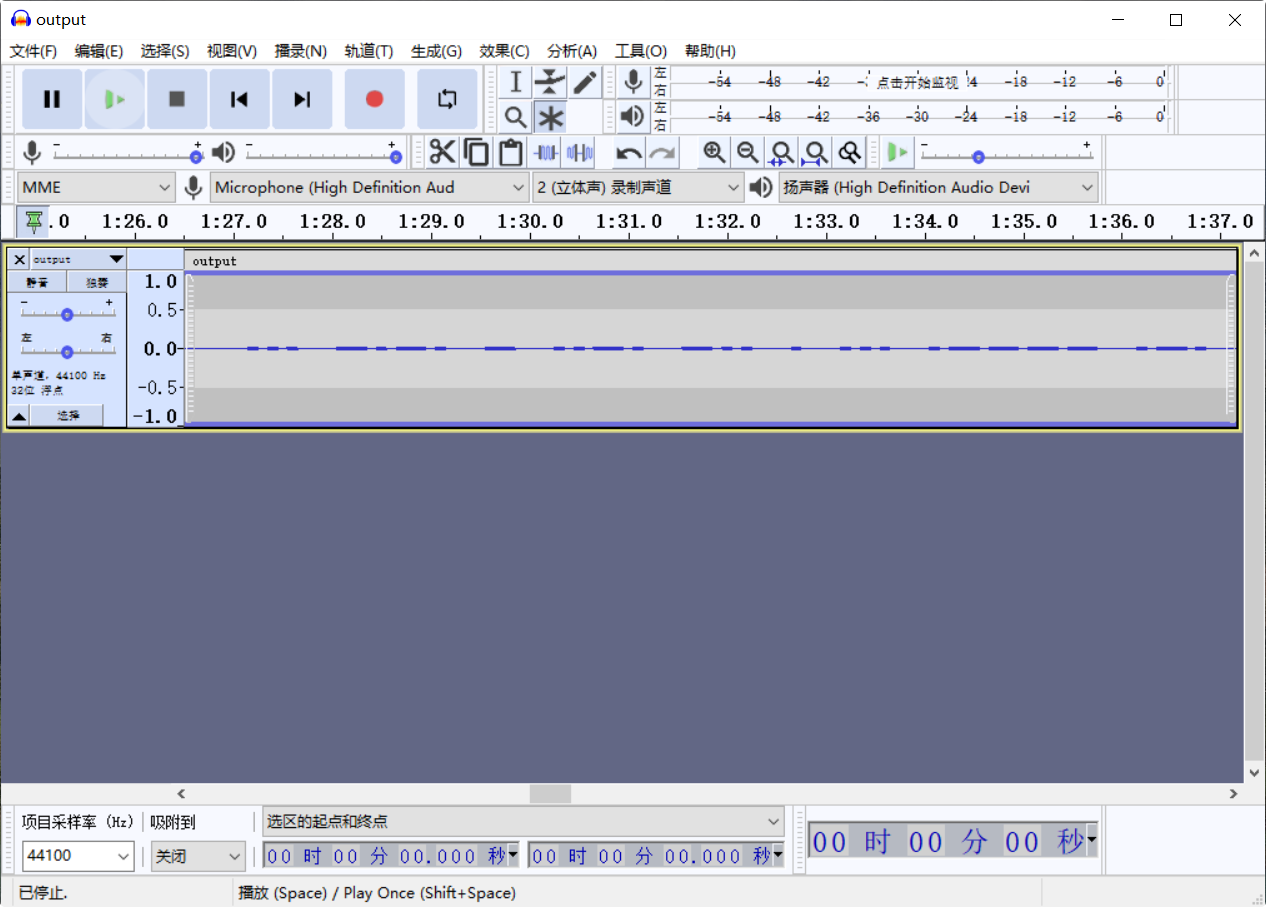 output
文件(F) 编辑(E) 选择(S) 视图(V) 播录(N) 轨道(T) 生成(G) 效果(C) 分析(A) 工具(O) 帮助(H)
左 -54 -48 -42 点击开始监视 -18 -12 -6 0
右
左 -54 -48 -42 -36 -30 -24 -18 -12 -6 0
右
- + - + - +
MME Microphone (High Definition Aud 2 (立体声) 录制声道 扬声器 (High Definition Audio Devi
.0 1:26.0 1:27.0 1:28.0 1:29.0 1:30.0 1:31.0 1:32.0 1:33.0 1:34.0 1:35.0 1:36.0 1:37.0
output output
静音 独奏 1.0
- + 0.5
左 右 0.0
单声道, 44100 Hz
32位 浮点 -0.5
选择 -1.0
项目采样率 (Hz) 吸附到 选区的起点和终点
44100 关闭 00 时 00 分 00.000 秒 00 时 00 分 00.000 秒 00 时 00 分 00 秒
已停止. 播放 (Space) / Play Once (Shift+Space)